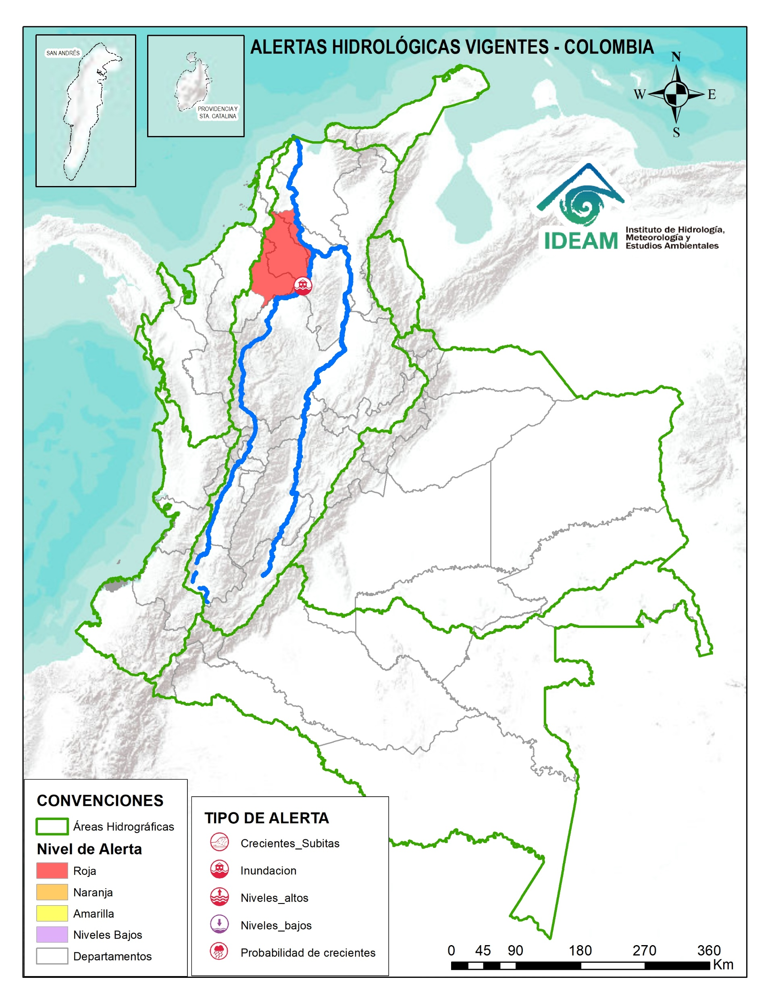 ALERTAS HIDROLÓGICAS VIGENTES - COLOMBIA
SAN ANDRÉS
PROVIDENCIA Y
STA. CATALINA
N
W
E
S
IDEAM
Instituto de Hidrología,
Meteorología y
Estudios Ambientales
CONVENCIONES
Áreas Hidrográficas
Nivel de Alerta
Roja
Naranja
Amarilla
Niveles Bajos
Departamentos
TIPO DE ALERTA
Crecientes_Subitas
Inundacion
Niveles_altos
Niveles_bajos
Probabilidad de crecientes
0 45 90 180 270 360
Km